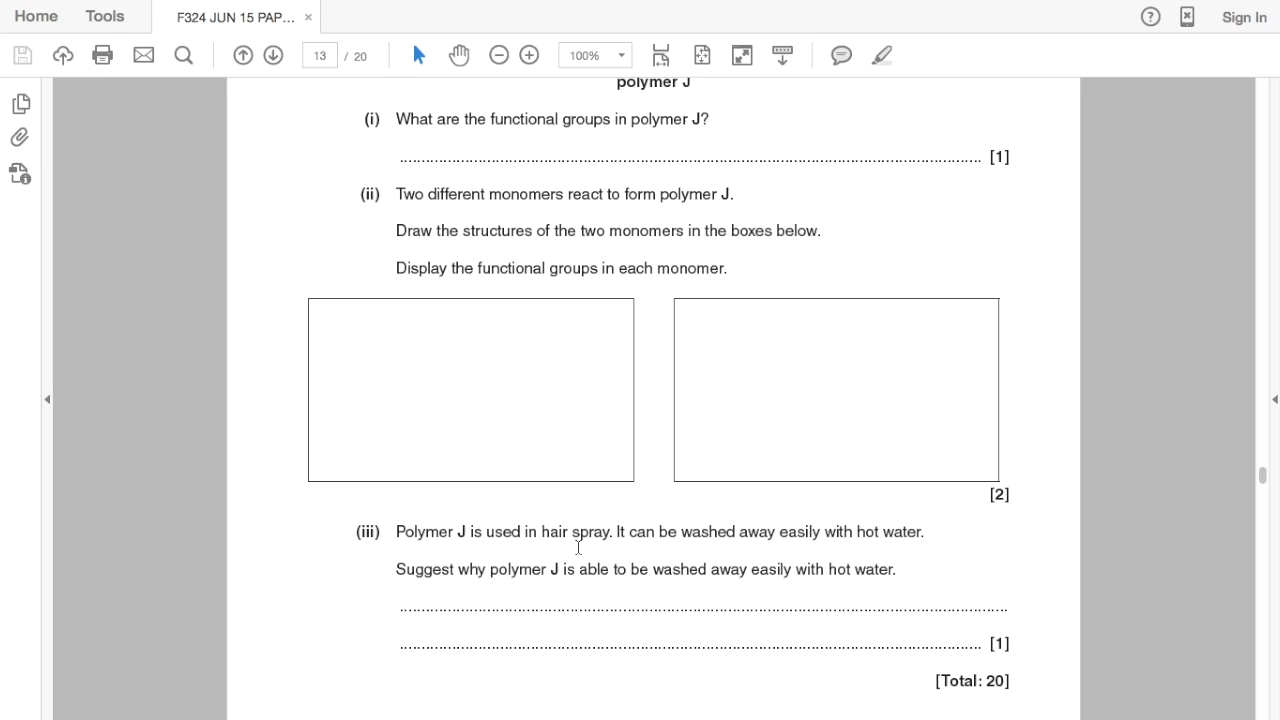 Home Tools F324 JUN 15 PAP... × ? Sign In
13 / 20 100%
polymer J
(i) What are the functional groups in polymer J?
[1]
(ii) Two different monomers react to form polymer J.
Draw the structures of the two monomers in the boxes below.
Display the functional groups in each monomer.
[2]
(iii) Polymer J is used in hair spray. It can be washed away easily with hot water.
Suggest why polymer J is able to be washed away easily with hot water.
[1]
[Total: 20]